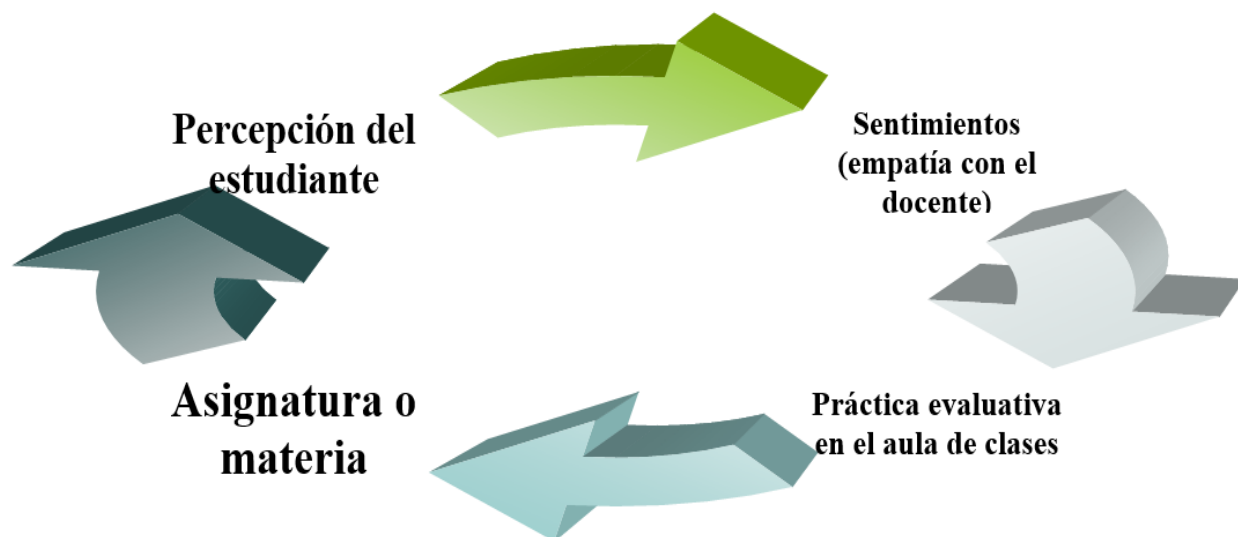 Percepción del
estudiante
Sentimientos
(empatía con el
docente)
Práctica evaluativa
en el aula de clases
Asignatura o
materia